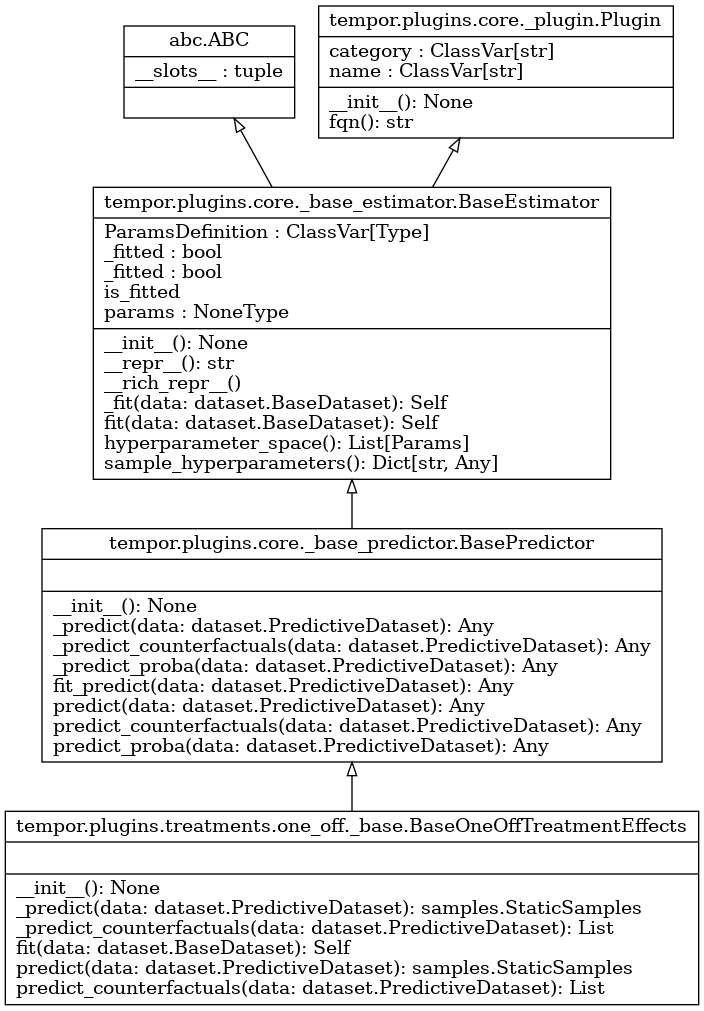 abc.ABC
__slots__ : tuple
tempor.plugins.core._plugin.Plugin
category : ClassVar[str]
name : ClassVar[str]
__init__(): None
fqn(): str
tempor.plugins.core._base_estimator.BaseEstimator
ParamsDefinition : ClassVar[Type]
_fitted : bool
_fitted : bool
is_fitted
params : NoneType
__init__(): None
__repr__(): str
__rich_repr__()
_fit(data: dataset.BaseDataset): Self
fit(data: dataset.BaseDataset): Self
hyperparameter_space(): List[Params]
sample_hyperparameters(): Dict[str, Any]
tempor.plugins.core._base_predictor.BasePredictor
__init__(): None
_predict(data: dataset.PredictiveDataset): Any
_predict_counterfactuals(data: dataset.PredictiveDataset): Any
_predict_proba(data: dataset.PredictiveDataset): Any
fit_predict(data: dataset.PredictiveDataset): Any
predict(data: dataset.PredictiveDataset): Any
predict_counterfactuals(data: dataset.PredictiveDataset): Any
predict_proba(data: dataset.PredictiveDataset): Any
tempor.plugins.treatments.one_off._base.BaseOneOffTreatmentEffects
__init__(): None
_predict(data: dataset.PredictiveDataset): samples.StaticSamples
_predict_counterfactuals(data: dataset.PredictiveDataset): List
fit(data: dataset.BaseDataset): Self
predict(data: dataset.PredictiveDataset): samples.StaticSamples
predict_counterfactuals(data: dataset.PredictiveDataset): List